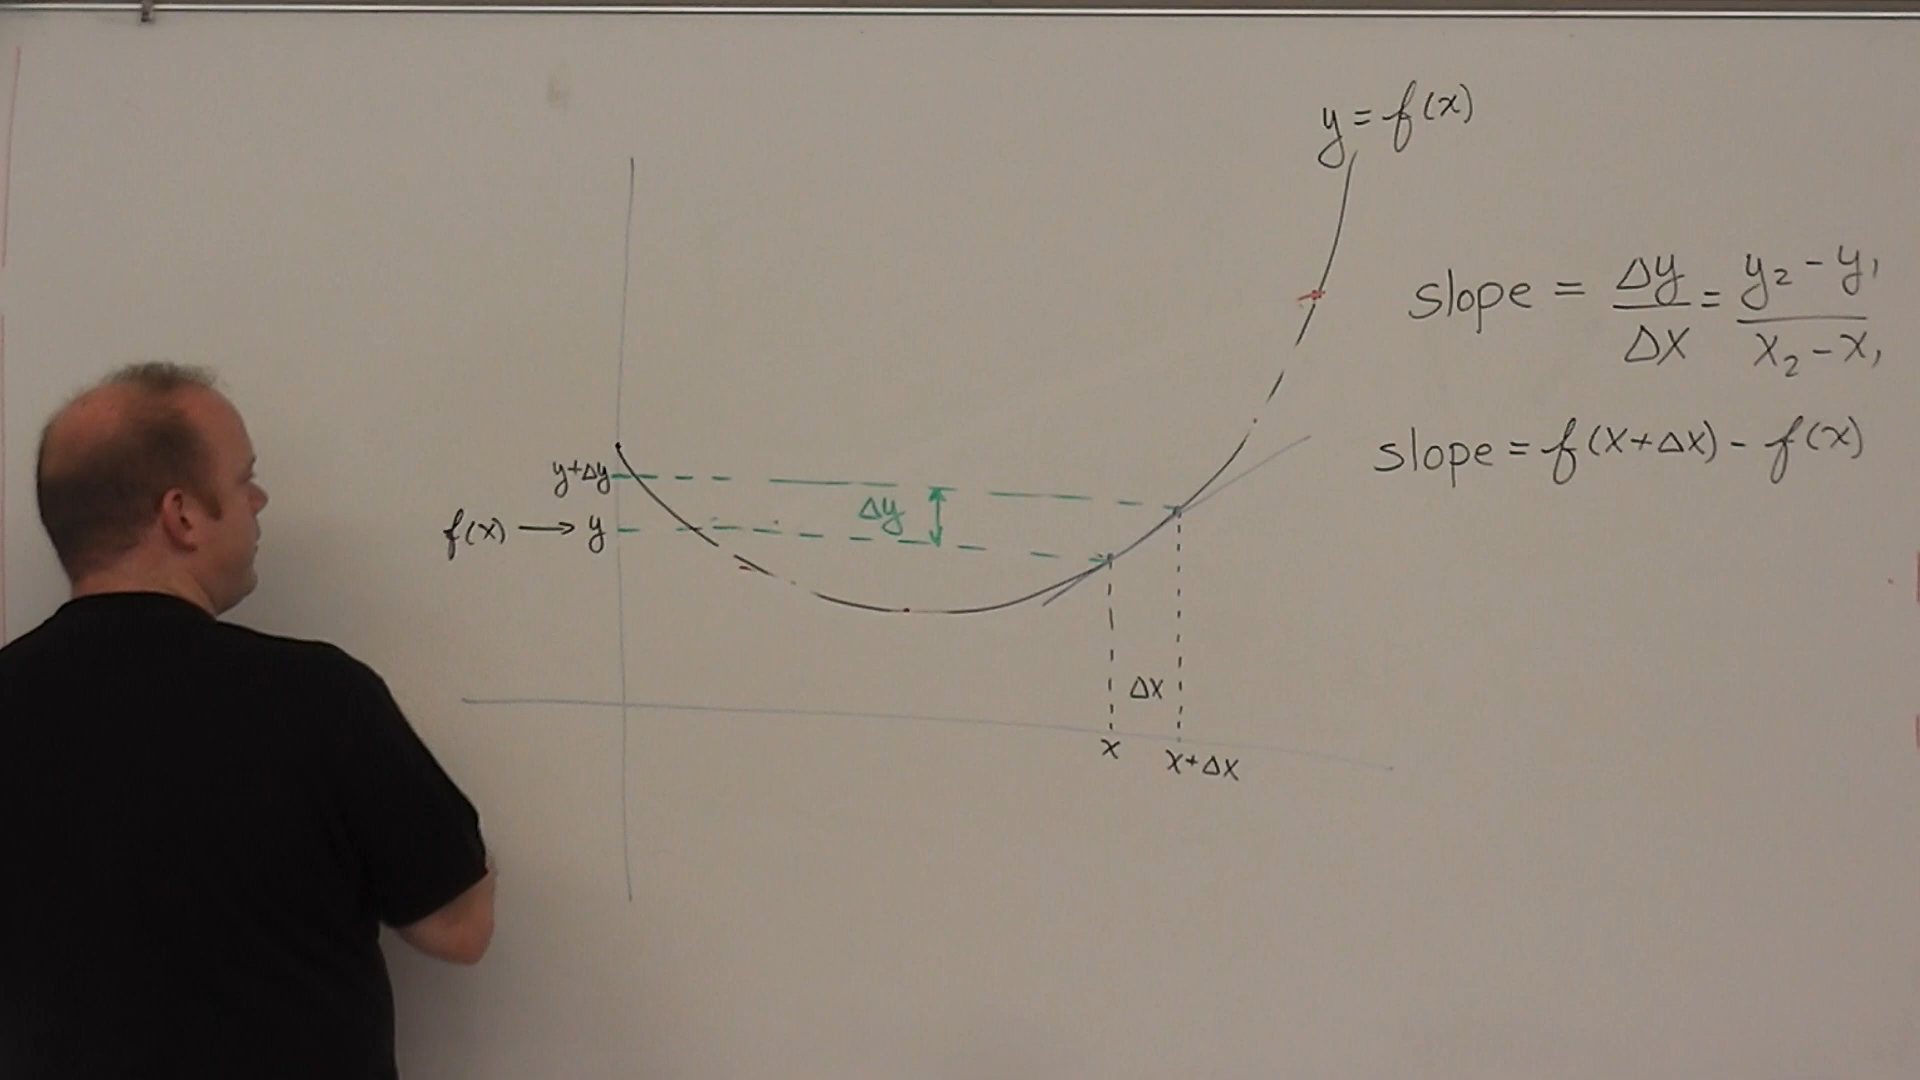 y = f(x)
slope = Δy/Δx = y₂ - y₁/x₂ - x₁
slope = f(x+Δx) - f(x)
y+Δy
Δy
f(x) → y
Δx
x
x+Δx